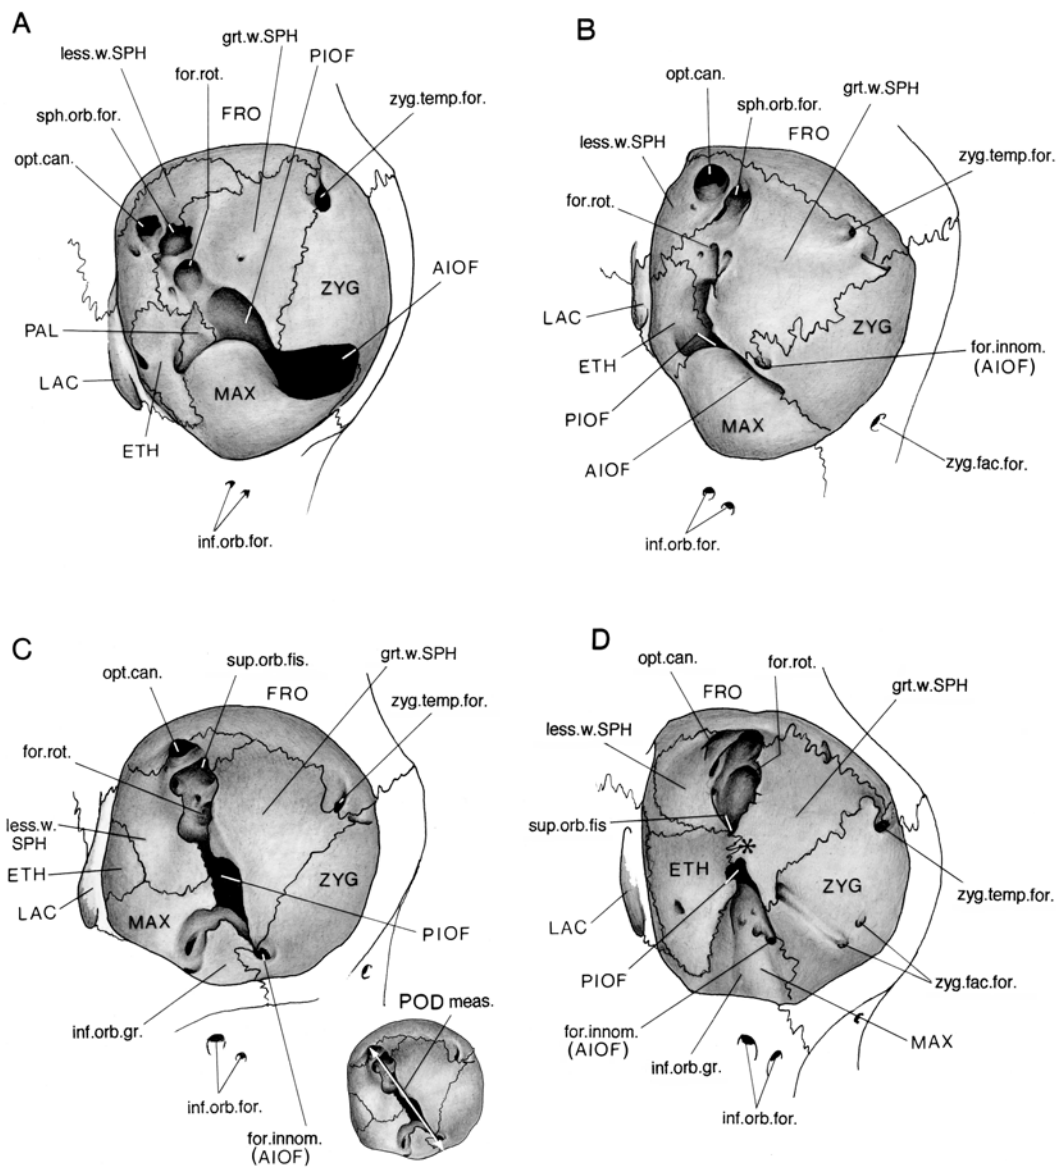 A
less.w.SPH
grt.w.SPH
PIOF
for.rot.
FRO
zyg.temp.for.
sph.orb.for.
opt.can.
ZYG
AIOF
PAL
LAC
MAX
ETH
inf.orb.for.
B
opt.can.
sph.orb.for.
grt.w.SPH
FRO
less.w.SPH
zyg.temp.for.
for.rot.
LAC
ZYG
ETH
for.innom.
(AIOF)
PIOF
MAX
AIOF
zyg.fac.for.
inf.orb.for.
C
opt.can.
sup.orb.fis.
grt.w.SPH
FRO
zyg.temp.for.
for.rot.
less.w.
SPH
ETH
ZYG
LAC
MAX
PIOF
inf.orb.gr.
POD meas.
inf.orb.for.
for.innom.
(AIOF)
D
opt.can.
for.rot.
FRO
grt.w.SPH
less.w.SPH
sup.orb.fis
*
ETH
ZYG
zyg.temp.for.
LAC
PIOF
zyg.fac.for.
for.innom.
(AIOF)
MAX
inf.orb.gr.
inf.orb.for.